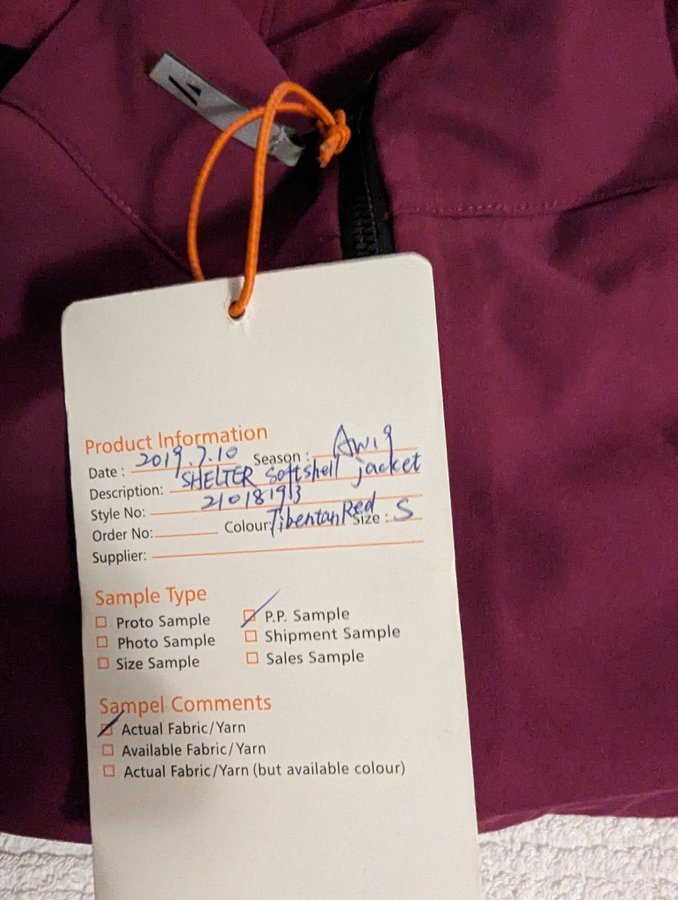 Product Information
Date : 2019.7.10 Season : AW19
Description: SHELTER Softshell jacket
Style No: 21018193
Order No: Colour: Tibentan Red Size : S
Supplier:
Sample Type
Proto Sample P.P. Sample
Photo Sample Shipment Sample
Size Sample Sales Sample
Sampel Comments
Actual Fabric/Yarn
Available Fabric/Yarn
Actual Fabric/Yarn (but available colour)